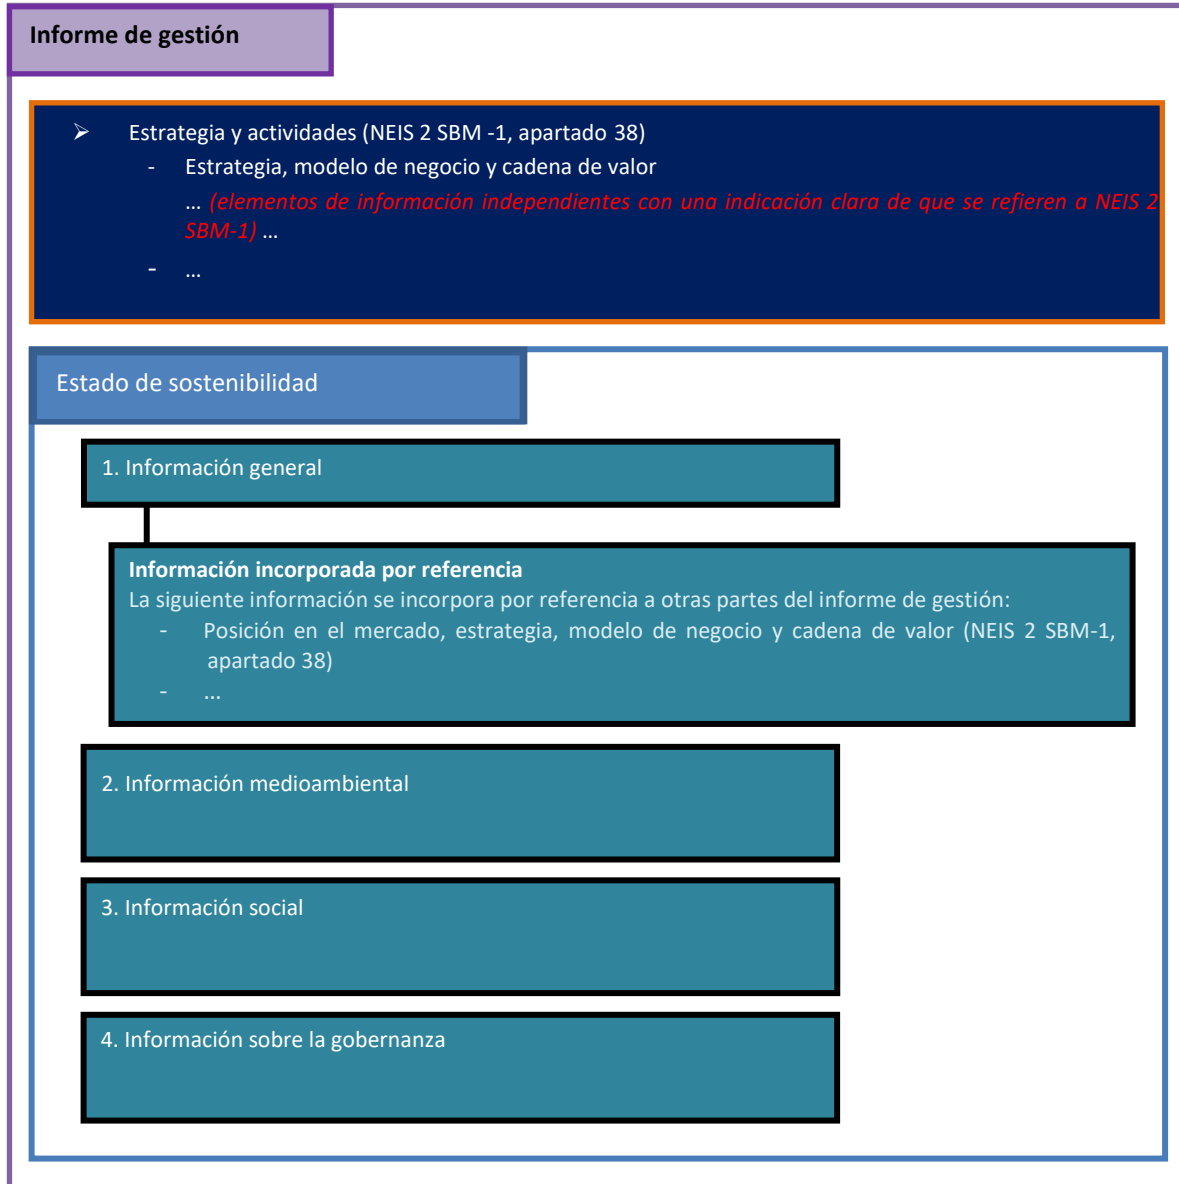 Informe de gestión
➢ Estrategia y actividades (NEIS 2 SBM -1, apartado 38)
- Estrategia, modelo de negocio y cadena de valor
... (elementos de información independientes con una indicación clara de que se refieren a NEIS 2
SBM-1) ...
- ...
Estado de sostenibilidad
1. Información general
Información incorporada por referencia
La siguiente información se incorpora por referencia a otras partes del informe de gestión:
- Posición en el mercado, estrategia, modelo de negocio y cadena de valor (NEIS 2 SBM-1,
apartado 38)
- ...
2. Información medioambiental
3. Información social
4. Información sobre la gobernanza